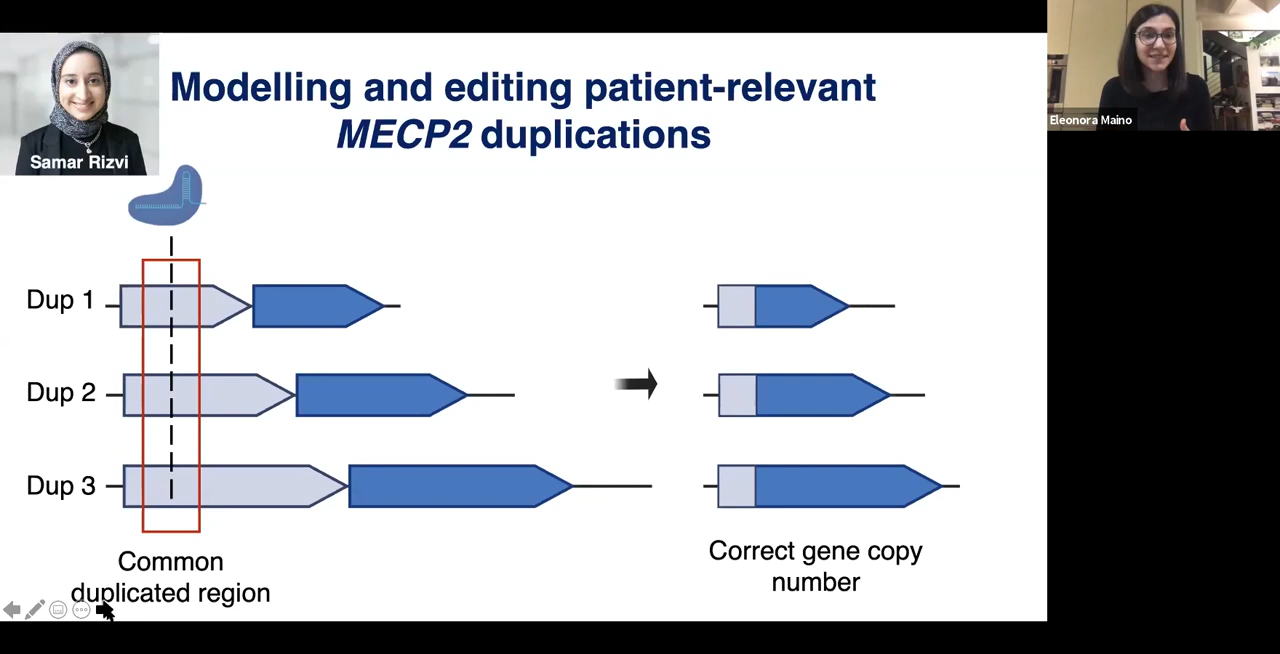 Samar Rizvi
Modelling and editing patient-relevant
MECP2 duplications
Eleonora Maino
Dup 1
Dup 2
Dup 3
Common
duplicated region
Correct gene copy
number